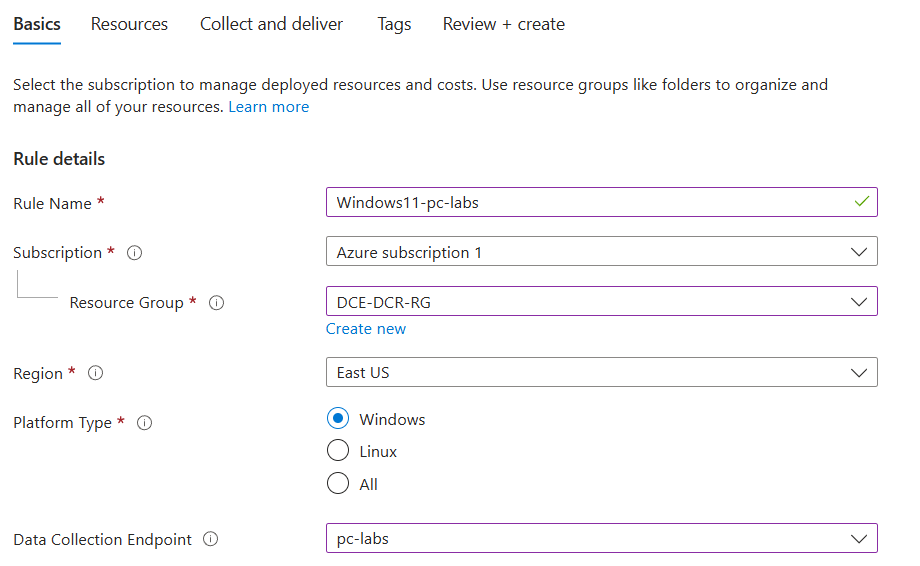 Basics Resources Collect and deliver Tags Review + create
Select the subscription to manage deployed resources and costs. Use resource groups like folders to organize and
manage all of your resources. Learn more
Rule details
Rule Name * Windows11-pc-labs
Subscription * Azure subscription 1
Resource Group * DCE-DCR-RG
Create new
Region * East US
Platform Type * Windows
Linux
All
Data Collection Endpoint pc-labs